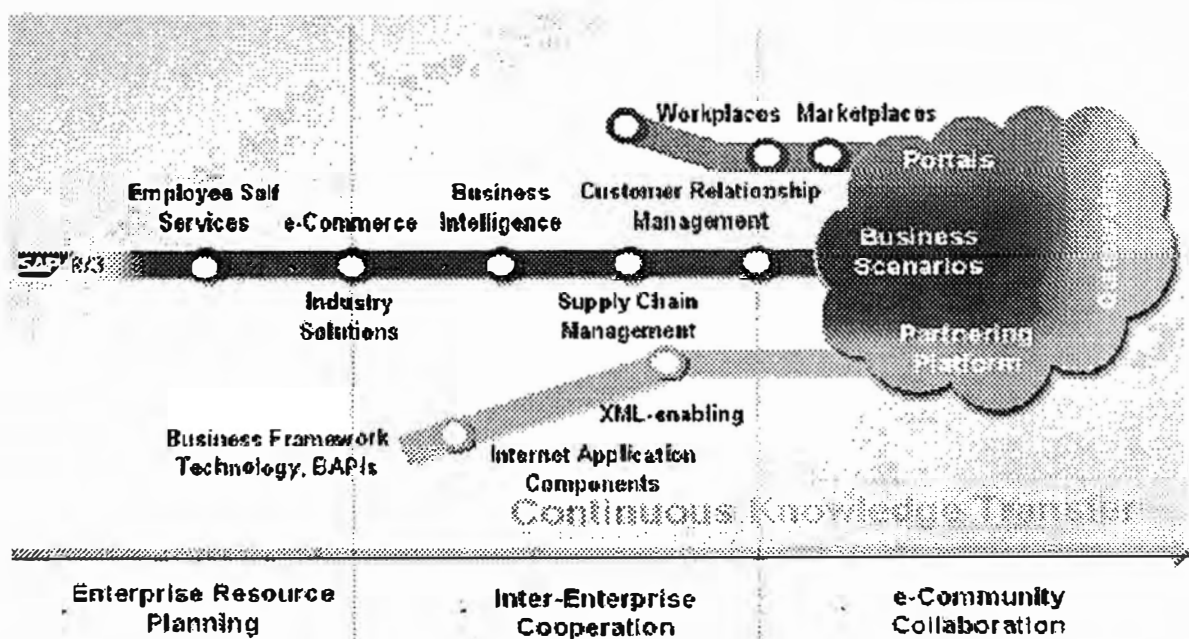 Workplaces Marketplaces
Portals
Employee Self
Services
e-Commerce
Business
Intelligence
Customer Relationship
Management
Business
Scenarios
SAP R/3
Industry
Solutions
Supply Chain
Management
Partnering
Platform
XML-enabling
Business Framework
Technology, BAPIs
Internet Application
Components
Continuous Knowledge Transfer
Enterprise Resource
Planning
Inter-Enterprise
Cooperation
e-Community
Collaboration